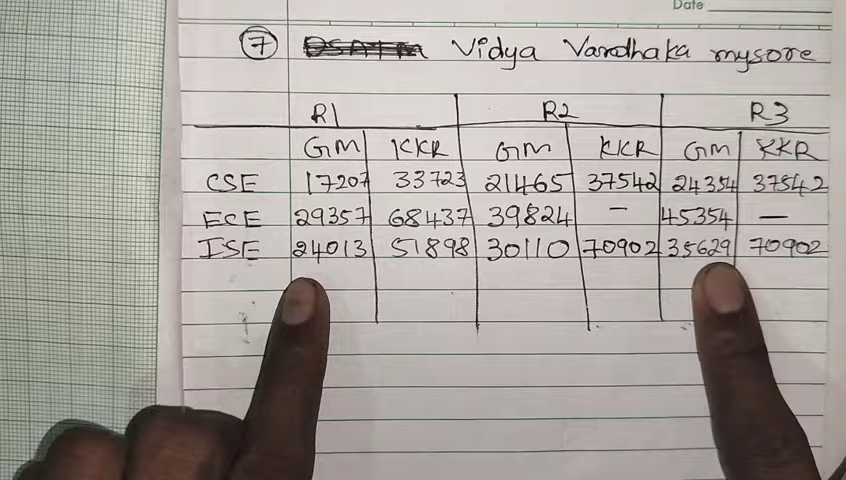 Date
7 Vidya Vardhaka mysore
R1 R2 R3
GM KKR GM KKR GM KKR
CSE 17207 33723 21465 37542 24354 37542
ECE 29357 68437 39824 — 45354 —
ISE 24013 51898 30110 70902 35629 70902